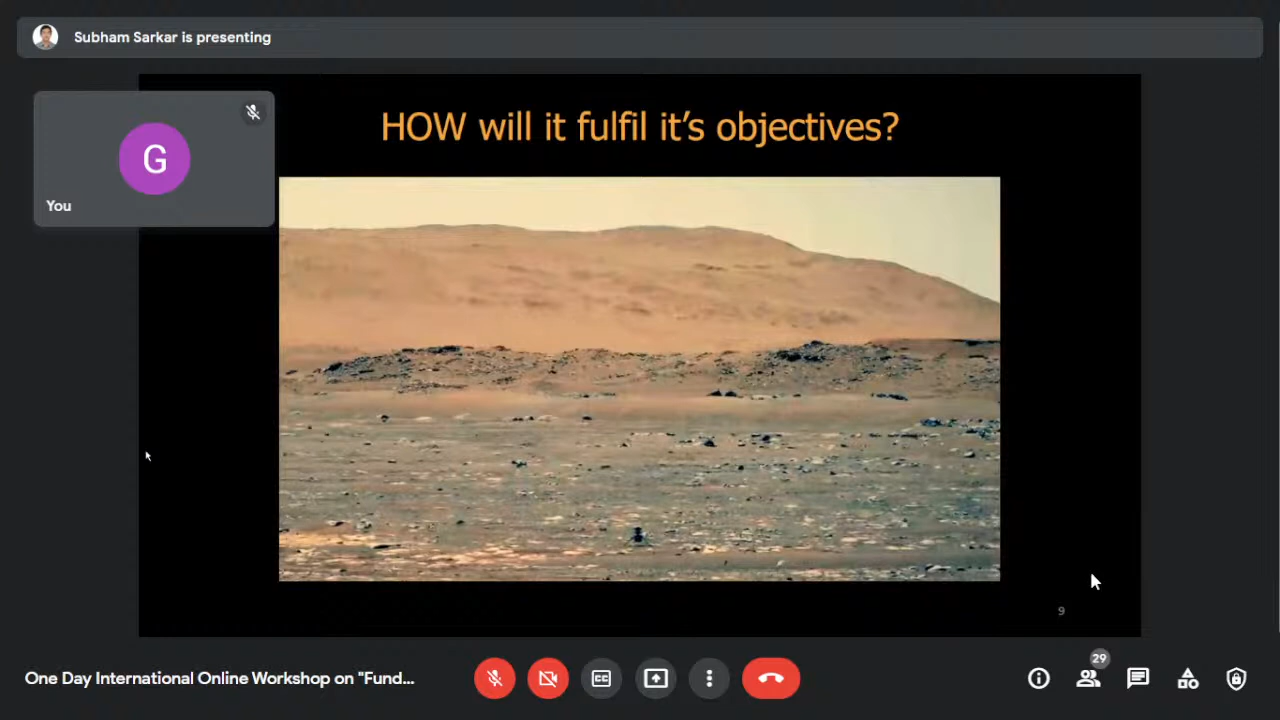 Subham Sarkar is presenting
HOW will it fulfil it's objectives?
G
You
9
One Day International Online Workshop on "Fund...
CC
29